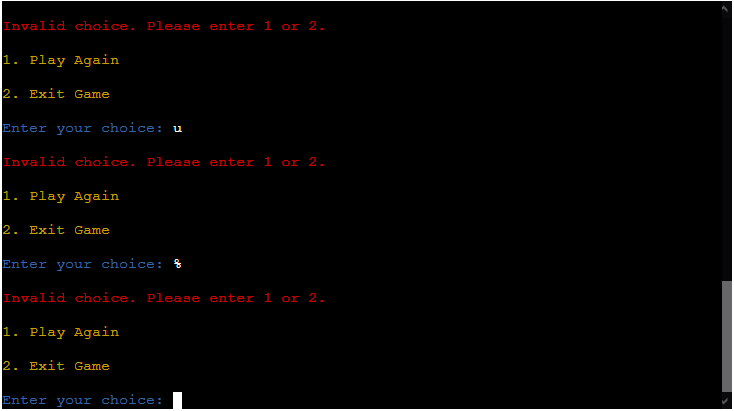 Invalid choice. Please enter 1 or 2.
1. Play Again
2. Exit Game
Enter your choice: u
Invalid choice. Please enter 1 or 2.
1. Play Again
2. Exit Game
Enter your choice: %
Invalid choice. Please enter 1 or 2.
1. Play Again
2. Exit Game
Enter your choice: